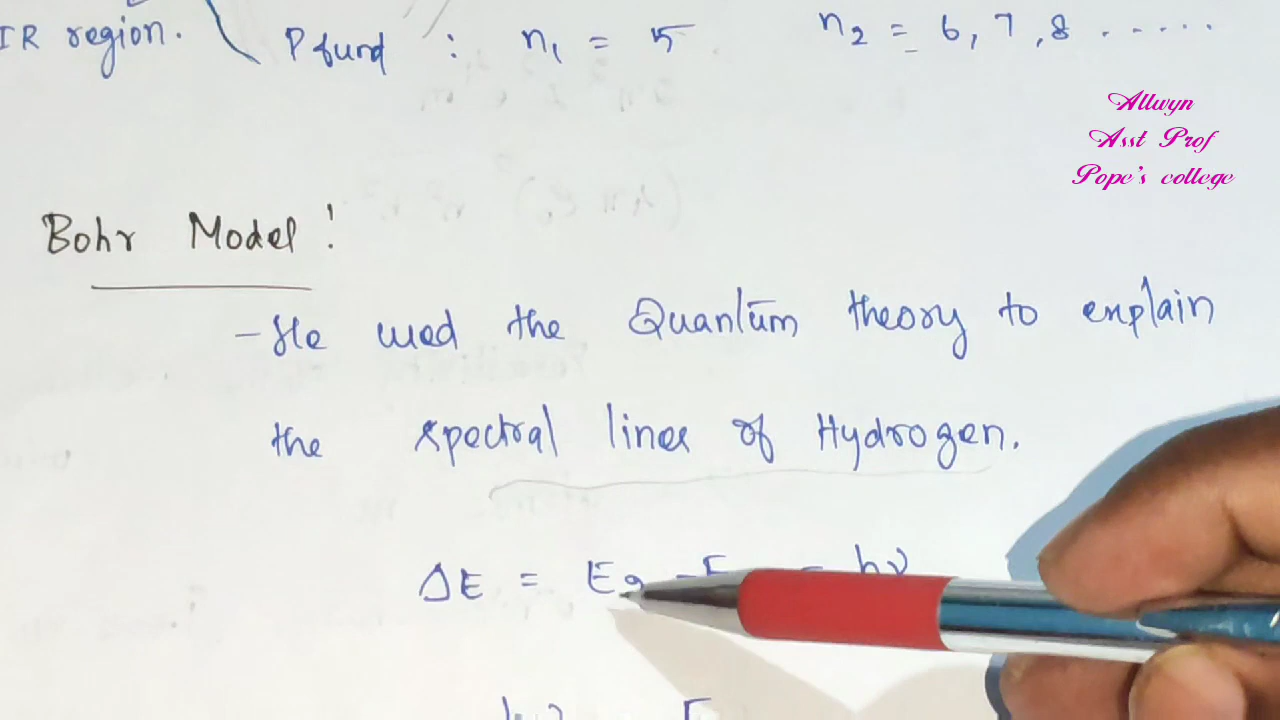 IR region. Pfund : n₁ = 5 n₂ = 6, 7, 8 .....
Allwyn
Asst Prof
Pope's college
Bohr Model:
- He used the Quantum theory to explain
the spectral lines of Hydrogen.
ΔE = E₂ - E = hν